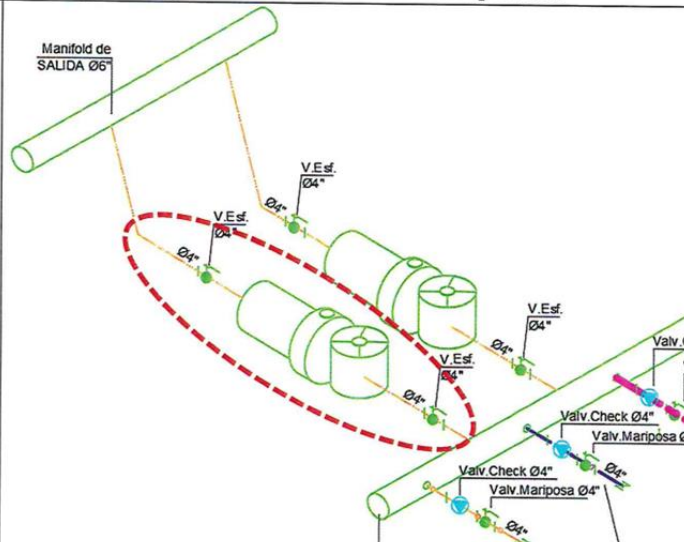 Manifold de
SALIDA Ø6"
V.Esf.
Ø4"
Ø4"
V.Esf.
Ø4"
Ø4"
V.Esf.
Ø4"
Ø4"
V.Esf.
Ø4"
Ø4"
Valv.Check Ø4"
Valv.Mariposa
Ø4"
Valv.Check Ø4"
Valv.Mariposa Ø4"
Ø4"